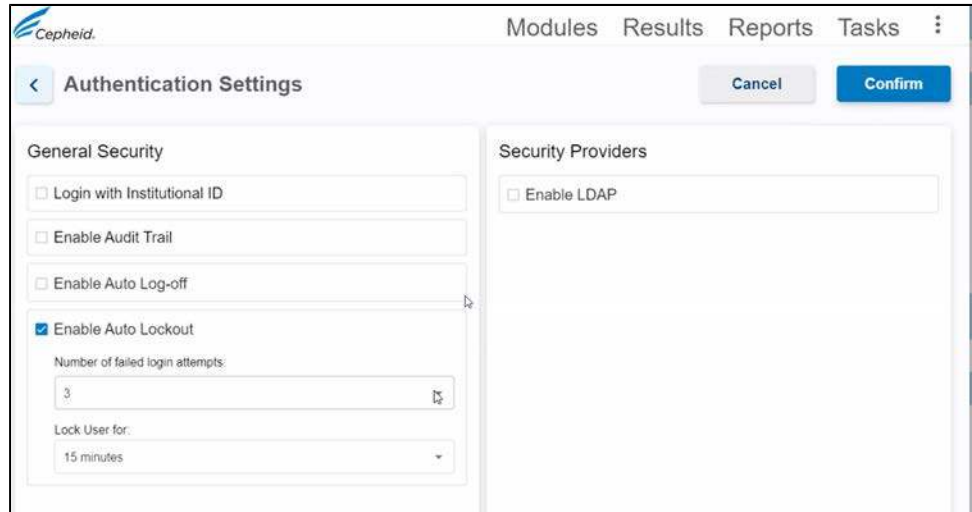 Cepheid.
Modules Results Reports Tasks
Authentication Settings
Cancel
Confirm
General Security
Login with Institutional ID
Enable Audit Trail
Enable Auto Log-off
Enable Auto Lockout
Number of failed login attempts:
3
Lock User for:
15 minutes
Security Providers
Enable LDAP